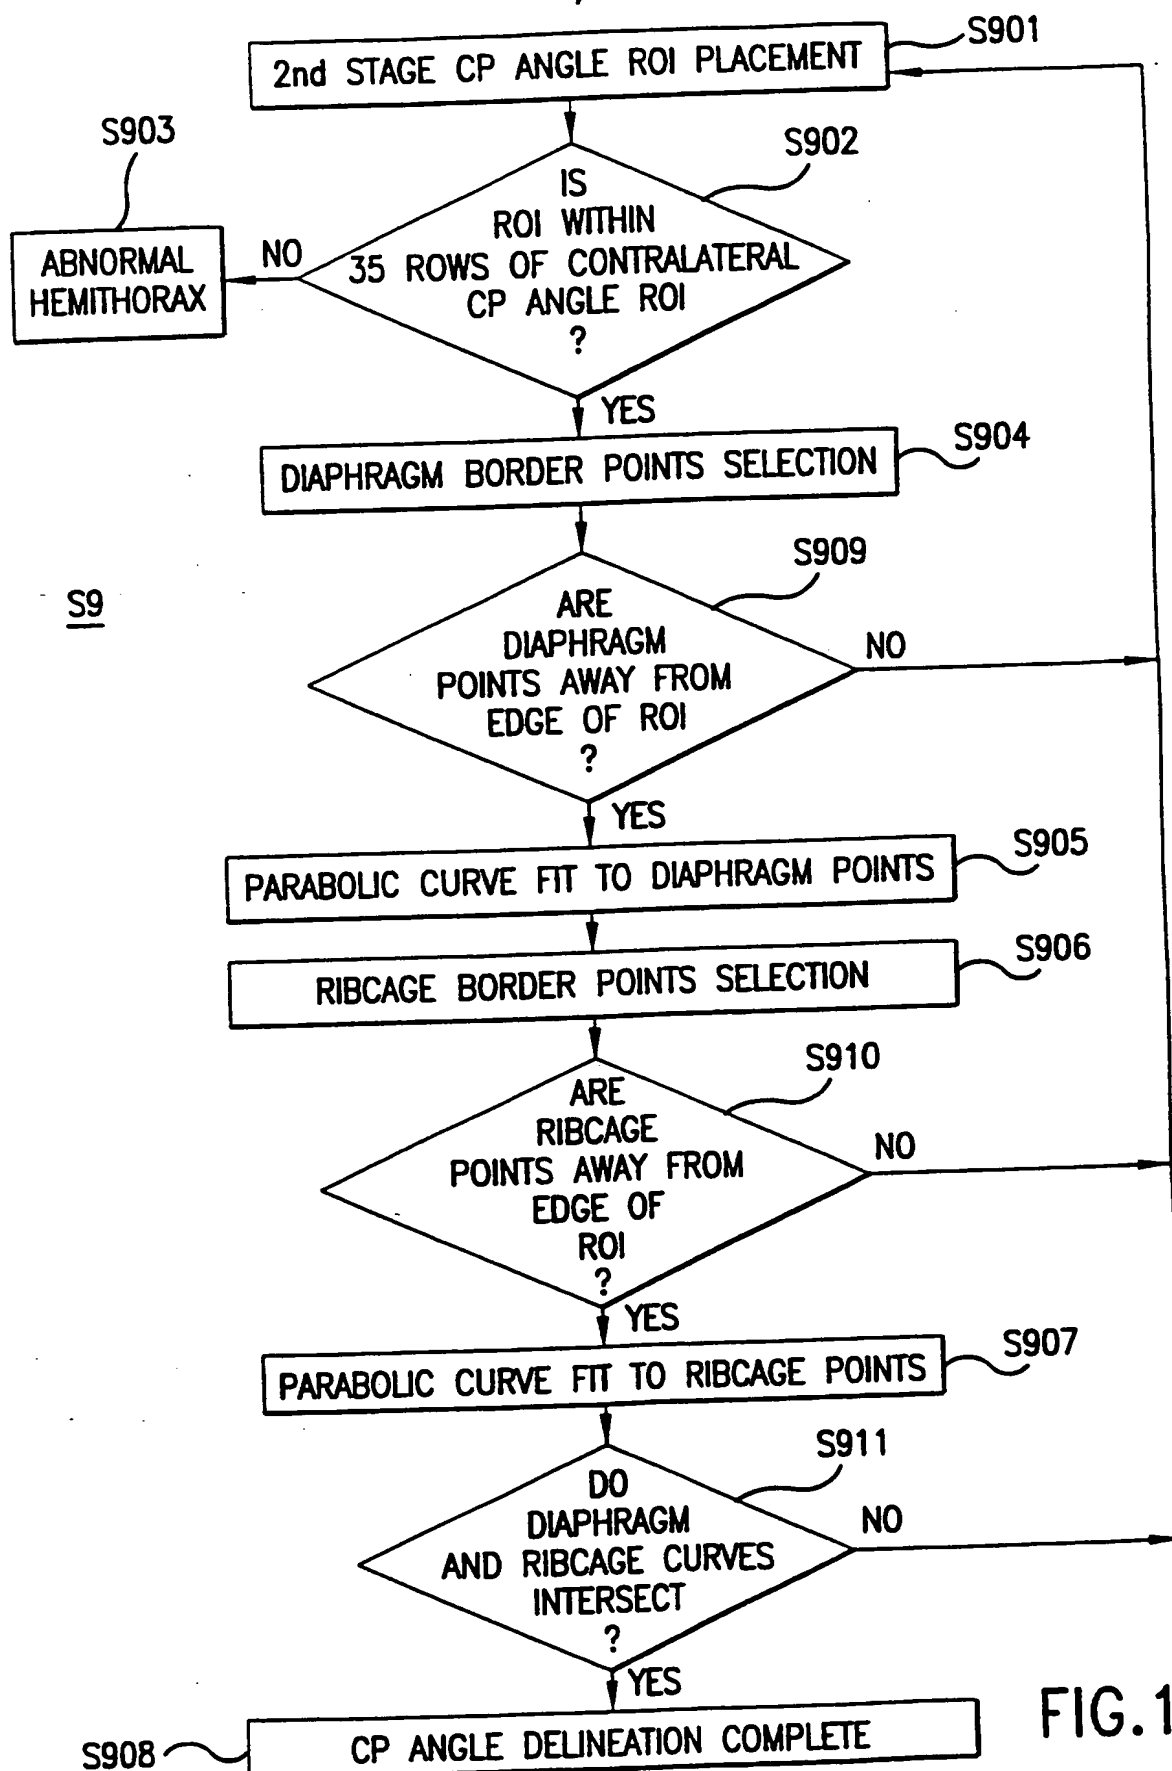 S901
2nd STAGE CP ANGLE ROI PLACEMENT
S903
S902
IS
ROI WITHIN
35 ROWS OF CONTRALATERAL
CP ANGLE ROI
?
NO
ABNORMAL
HEMITHORAX
YES
S904
DIAPHRAGM BORDER POINTS SELECTION
S909
S9
ARE
DIAPHRAGM
POINTS AWAY FROM
EDGE OF ROI
?
NO
YES
S905
PARABOLIC CURVE FIT TO DIAPHRAGM POINTS
S906
RIBCAGE BORDER POINTS SELECTION
S910
ARE
RIBCAGE
POINTS AWAY FROM
EDGE OF
ROI
?
NO
YES
S907
PARABOLIC CURVE FIT TO RIBCAGE POINTS
S911
DO
DIAPHRAGM
AND RIBCAGE CURVES
INTERSECT
?
NO
YES
S908
CP ANGLE DELINEATION COMPLETE
FIG.1